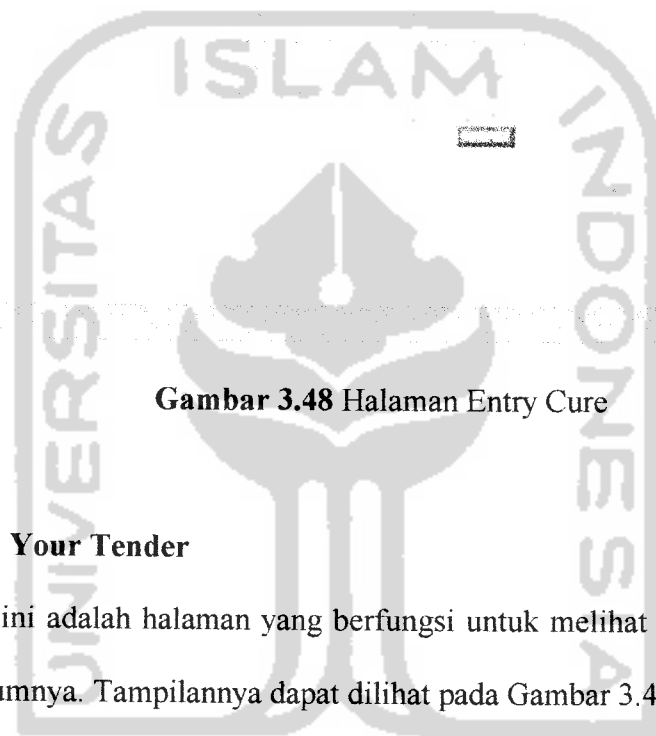 ISLAM
UNIVERSITAS
INDONESIA
Gambar 3.48 Halaman Entry Cure
Your Tender
ini adalah halaman yang berfungsi untuk melihat
umnya. Tampilannya dapat dilihat pada Gambar 3.4